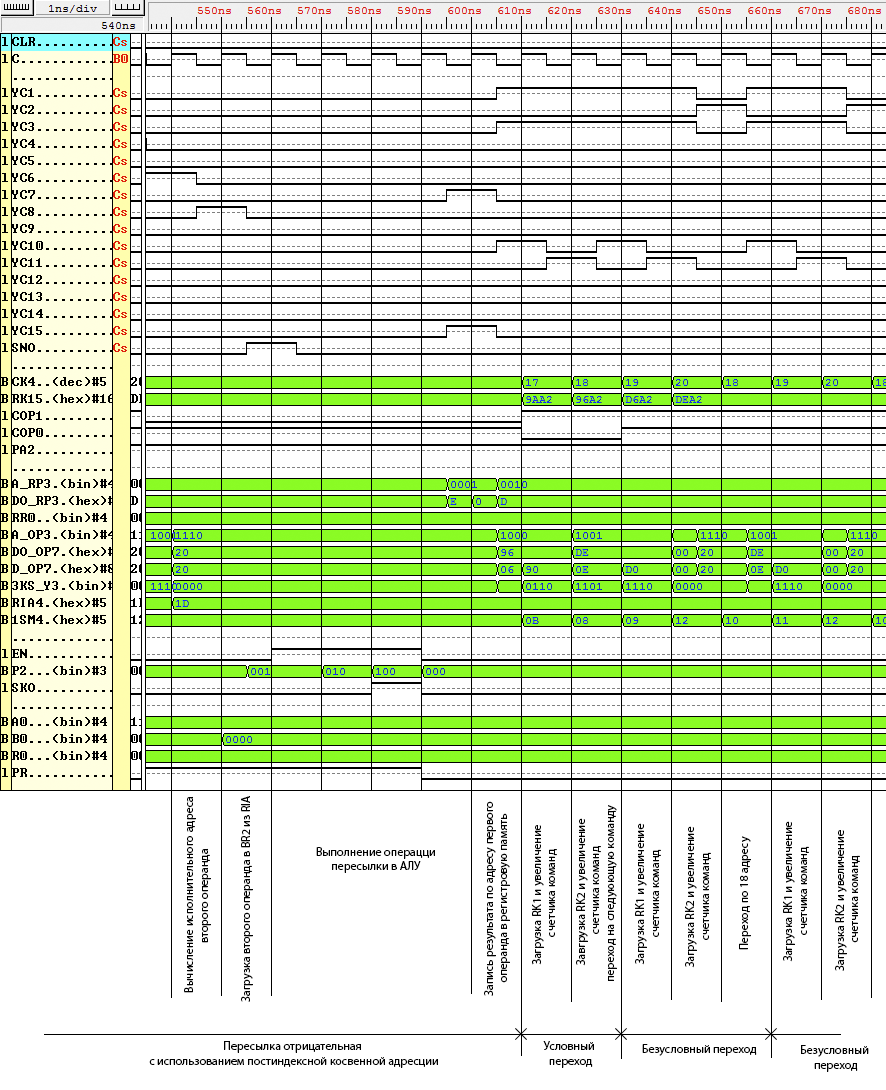 1ns/div
550ns 560ns 570ns 580ns 590ns 600ns 610ns 620ns 630ns 640ns 650ns 660ns 670ns 680ns
540ns
1 CLR.......... Cs
1 C............ B0
1 YC1.......... Cs
1 YC2.......... Cs
1 YC3.......... Cs
1 YC4.......... Cs
1 YC5.......... Cs
1 YC6.......... Cs
1 YC7.......... Cs
1 YC8.......... Cs
1 YC9.......... Cs
1 YC10......... Cs
1 YC11......... Cs
1 YC12......... Cs
1 YC13......... Cs
1 YC14......... Cs
1 YC15......... Cs
1 SNO.......... Cs
B CK4..(dec)#5 20 17 18 19 20 18 19 20 18
B RK15.(hex)#16 D 9AA2 96A2 D6A2 DEA2
1 COP1
1 COP0
1 PA2
B A_RP3.(bin)#4 00 0001 0010
B DO_RP3.(hex)# D E 0 D
B RR0..(bin)#4 00
B A_OP3.(bin)#4 11 100 1110 1000 1001 1110 1001 1110
B DO_OP7.(hex)# 20 20 96 DE 00 20 DE 00 20
B D_OP7.(hex)#8 20 20 06 90 0E D0 00 20 0E D0 00 20
B 3KS_Y3.(bin)# 00 111 0000 0110 1101 1110 0000 1110 0000
B RIA4.(hex)#5 1 1D
B 1SM4.(hex)#5 12 0B 08 09 12 10 11 12 10
1 EN
B P2...(bin)#3 00 001 010 100 000
1 SKO
B A0...(bin)#4 11
B B0...(bin)#4 00 0000
B R0...(bin)#4 00
1 PR
Вычисление исполнительного адреса
второго операнда
Загрузка второго операнда в BR2 из RIA
Выполнение операцци
пересылки в АЛУ
Запись результата по адресу первого
операнда в регистровую память
Загрузка RK1 и увеличение
счетчика команд
Завгрузка RK2 и увеличение
счетчика команд
переход на следуюующую команду
Загрузка RK1 и увеличение
счетчика команд
Загрузка RK2 и увеличение
счетчика команд
Переход по 18 адресу
Загрузка RK1 и увеличение
счетчика команд
Загрузка RK2 и увеличение
счетчика команд
Пересылка отрицательная
с использованием постиндексной косвенной адресции
Условный
переход
Безусловный переход
Безусловный
переход